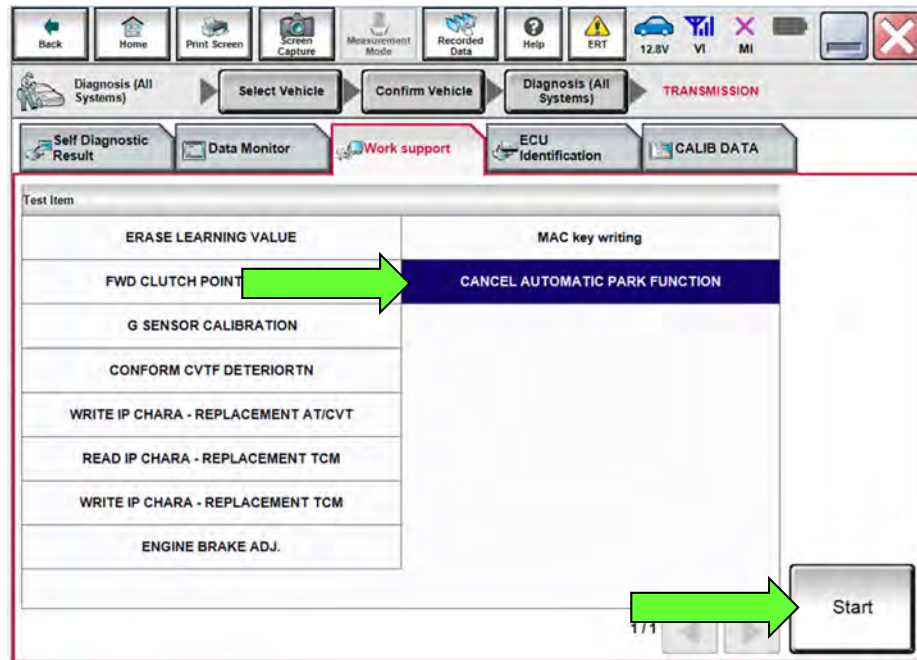 Back
Home
Print Screen
Screen
Capture
Measurement
Mode
Recorded
Data
Help
ERT
12.8V
VI
MI
Diagnosis (All
Systems)
Select Vehicle
Confirm Vehicle
Diagnosis (All
Systems)
TRANSMISSION
Self Diagnostic
Result
Data Monitor
Work support
ECU
Identification
CALIB DATA
Test Item
ERASE LEARNING VALUE
MAC key writing
FWD CLUTCH POINT
CANCEL AUTOMATIC PARK FUNCTION
G SENSOR CALIBRATION
CONFORM CVTF DETERIORTN
WRITE IP CHARA - REPLACEMENT AT/CVT
READ IP CHARA - REPLACEMENT TCM
WRITE IP CHARA - REPLACEMENT TCM
ENGINE BRAKE ADJ.
1/1
Start